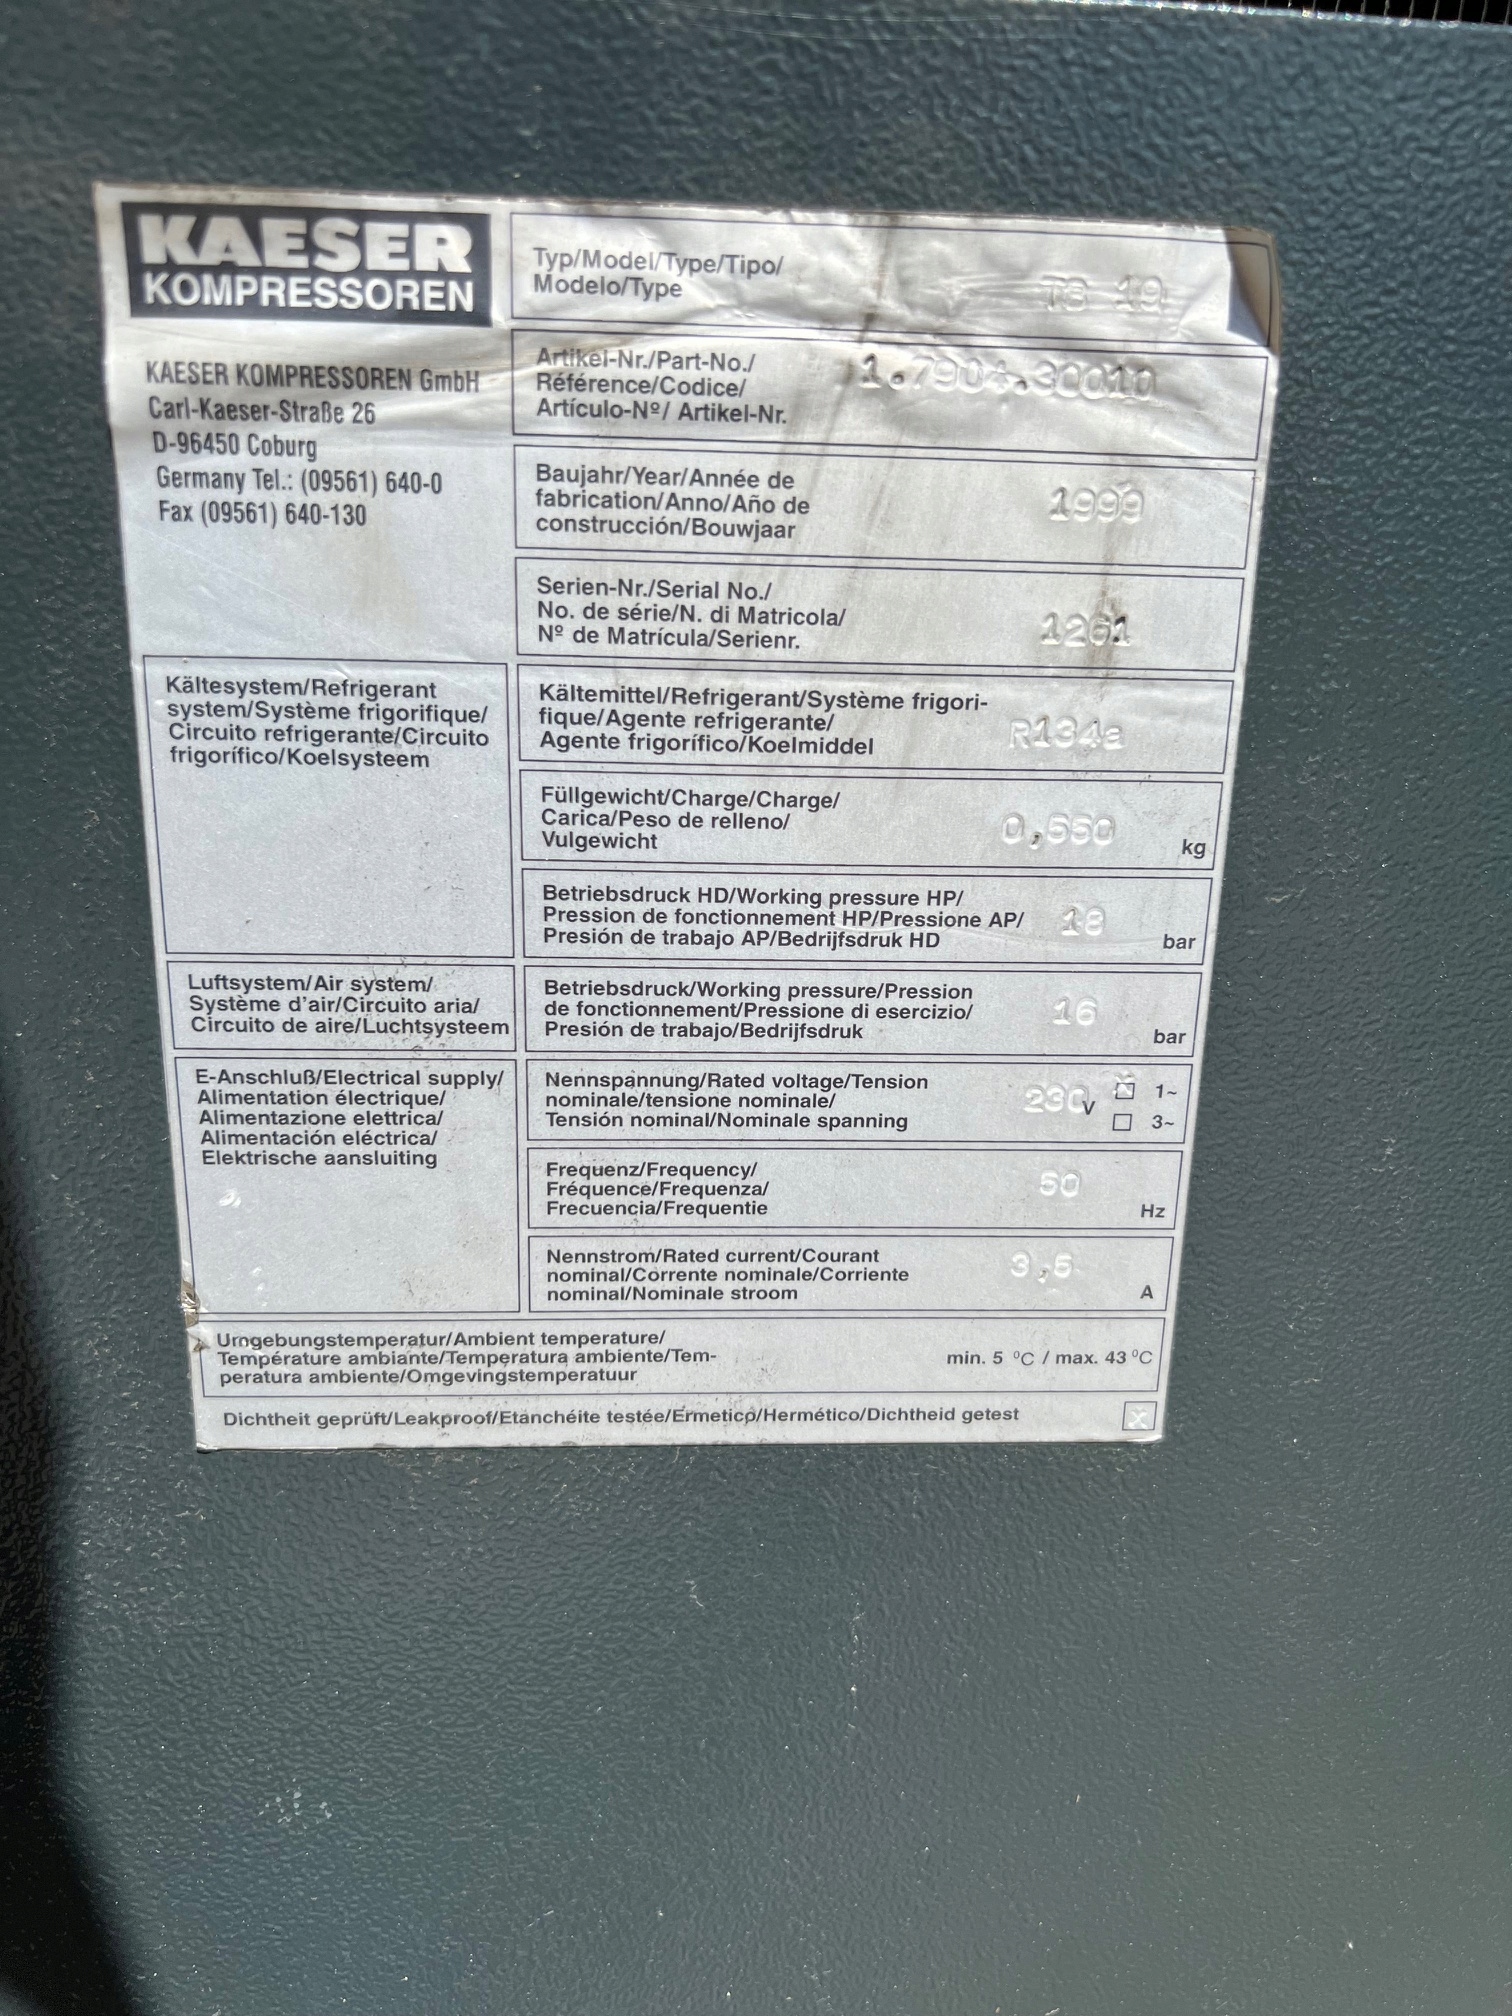 KAESER
KOMPRESSOREN
KAESER KOMPRESSOREN GmbH
Carl-Kaeser-Straße 26
D-96450 Coburg
Germany Tel.: (09561) 640-0
Fax (09561) 640-130
Typ/Model/Type/Tipo/
Modelo/Type
19
Artikel-Nr./Part-No./
Référence/Codice/
Artículo-Nº/ Artikel-Nr.
1.7904.30010
Baujahr/Year/Année de
fabrication/Anno/Año de
construcción/Bouwjaar
1999
Serien-Nr./Serial No./
No. de série/N. di Matricola/
Nº de Matrícula/Serienr.
1261
Kältesystem/Refrigerant
system/Système frigorifique/
Circuito refrigerante/Circuito
frigorífico/Koelsysteem
Kältemittel/Refrigerant/Système frigori-
fique/Agente refrigerante/
Agente frigorífico/Koelmiddel
R134a
Füllgewicht/Charge/Charge/
Carica/Peso de relleno/
Vulgewicht
kg
Betriebsdruck HD/Working pressure HP/
Pression de fonctionnement HP/Pressione AP/
Presión de trabajo AP/Bedrijfsdruk HD
18 bar
Luftsystem/Air system/
Système d'air/Circuito aria/
Circuito de aire/Luchtsysteem
Betriebsdruck/Working pressure/Pression
de fonctionnement/Pressione di esercizio/
Presión de trabajo/Bedrijfsdruk
16 bar
E-Anschluß/Electrical supply/
Alimentation électrique/
Alimentazione elettrica/
Alimentación eléctrica/
Elektrische aansluiting
Nennspannung/Rated voltage/Tension
nominale/tensione nominale/
Tensión nominal/Nominale spanning
230 V
1~
3~
Frequenz/Frequency/
Fréquence/Frequenza/
Frecuencia/Frequentie
50 Hz
Nennstrom/Rated current/Courant
nominal/Corrente nominale/Corriente
nominal/Nominale stroom
3,5 A
Umgebungstemperatur/Ambient temperature/
Température ambiante/Temperatura ambiente/Tem-
peratura ambiente/Omgevingstemperatuur
min. 5 °C / max. 43 °C
Dichtheit geprüft/Leakproof/Etanchéite testée/Ermetico/Hermético/Dichtheid getest
X